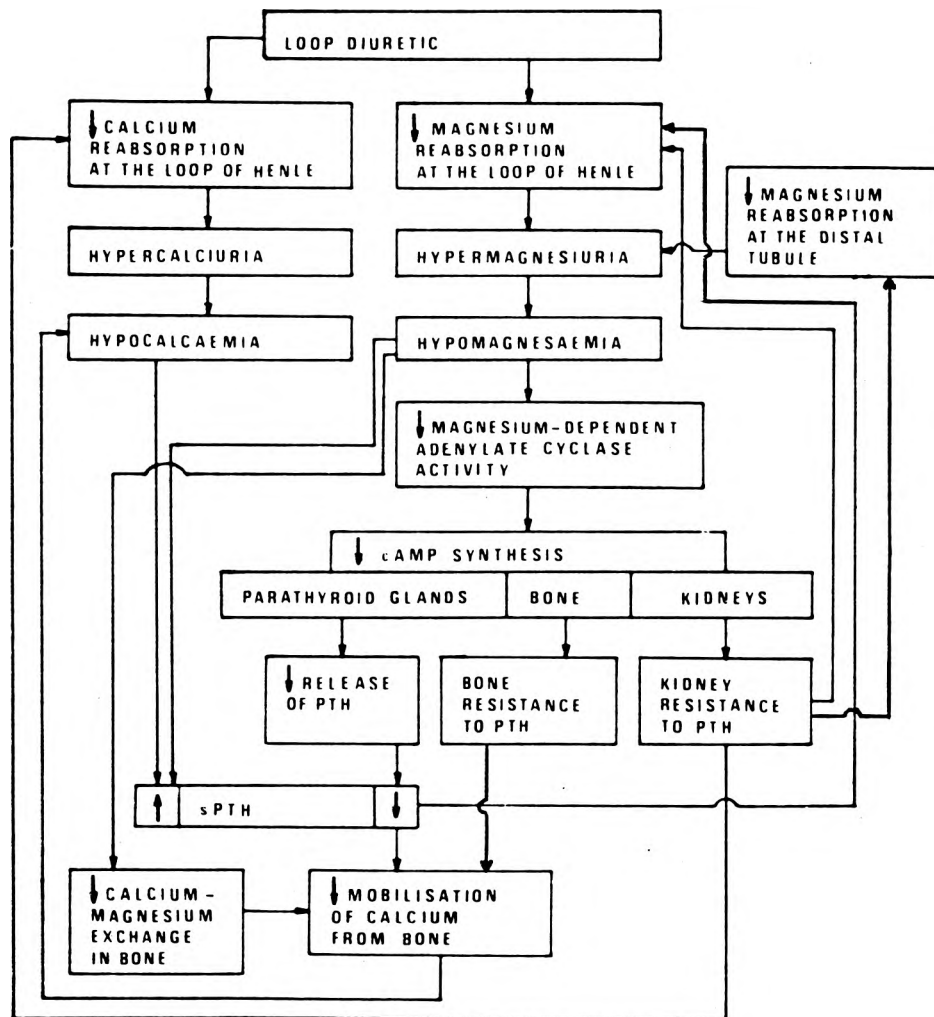 LOOP DIURETIC
↓ CALCIUM
REABSORPTION
AT THE LOOP OF HENLE
↓ MAGNESIUM
REABSORPTION
AT THE LOOP OF HENLE
↓ MAGNESIUM
REABSORPTION
AT THE DISTAL
TUBULE
HYPERCALCIURIA
HYPERMAGNESIURIA
HYPOCALCAEMIA
HYPOMAGNESAEMIA
↓ MAGNESIUM-DEPENDENT
ADENYLATE CYCLASE
ACTIVITY
↓ cAMP SYNTHESIS
PARATHYROID GLANDS
BONE
KIDNEYS
↓ RELEASE
OF PTH
BONE
RESISTANCE
TO PTH
KIDNEY
RESISTANCE
TO PTH
↑ sPTH ↓
↓ CALCIUM-
MAGNESIUM
EXCHANGE
IN BONE
↓ MOBILISATION
OF CALCIUM
FROM BONE